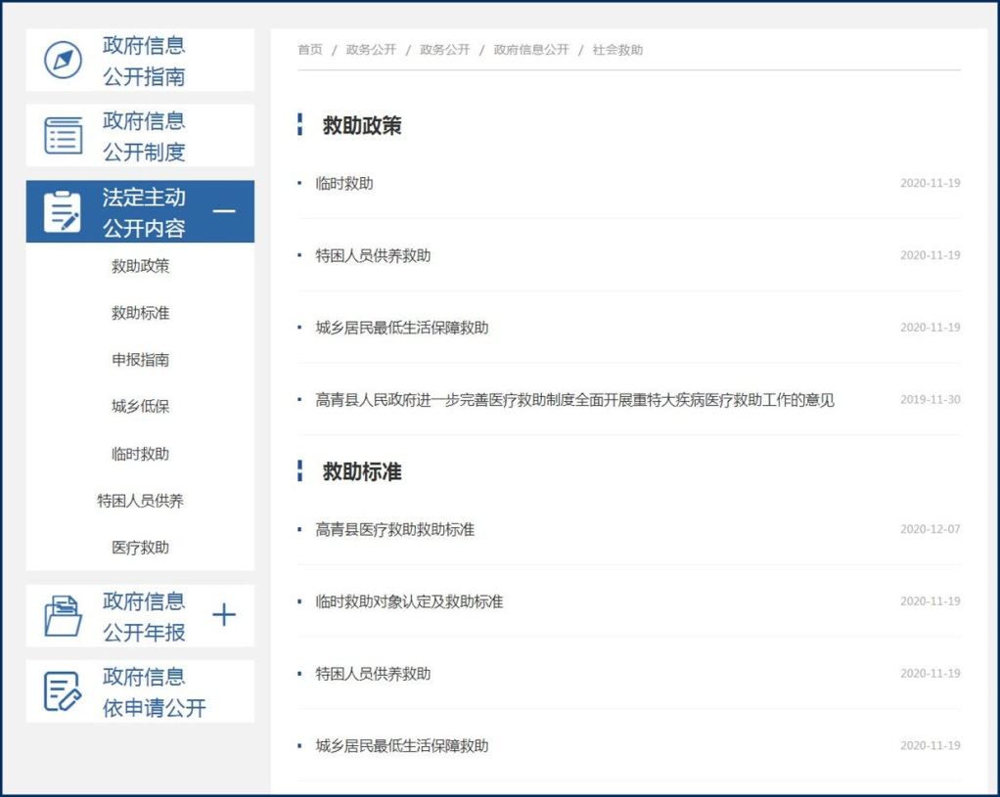 政府信息
公开指南
政府信息
公开制度
法定主动
公开内容
救助政策
救助标准
申报指南
城乡低保
临时救助
特困人员供养
医疗救助
政府信息
公开年报
政府信息
依申请公开
首页 / 政务公开 / 政务公开 / 政府信息公开 / 社会救助
救助政策
临时救助 2020-11-19
特困人员供养救助 2020-11-19
城乡居民最低生活保障救助 2020-11-19
高青县人民政府进一步完善医疗救助制度全面开展重特大疾病医疗救助工作的意见 2019-11-30
救助标准
高青县医疗救助救助标准 2020-12-07
临时救助对象认定及救助标准 2020-11-19
特困人员供养救助 2020-11-19
城乡居民最低生活保障救助 2020-11-19